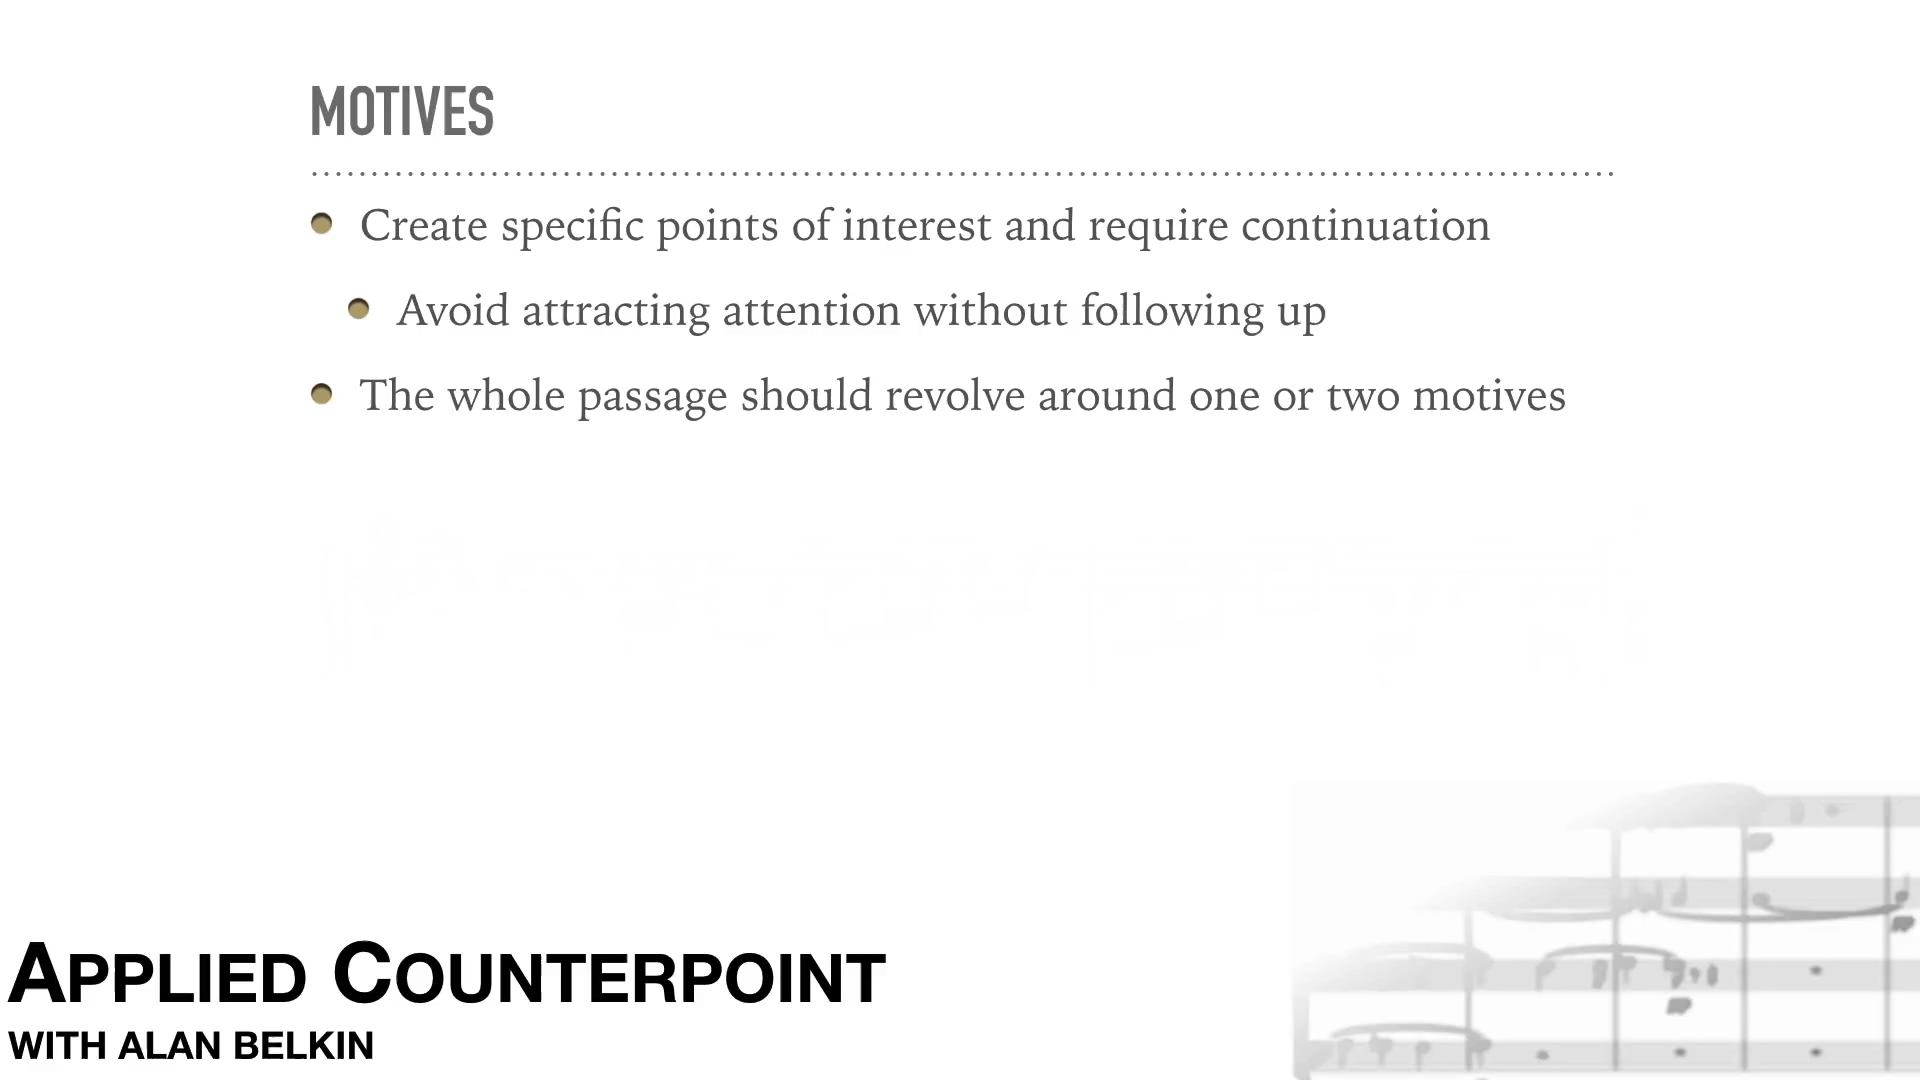 MOTIVES
Create specific points of interest and require continuation
Avoid attracting attention without following up
The whole passage should revolve around one or two motives
APPLIED COUNTERPOINT
WITH ALAN BELKIN